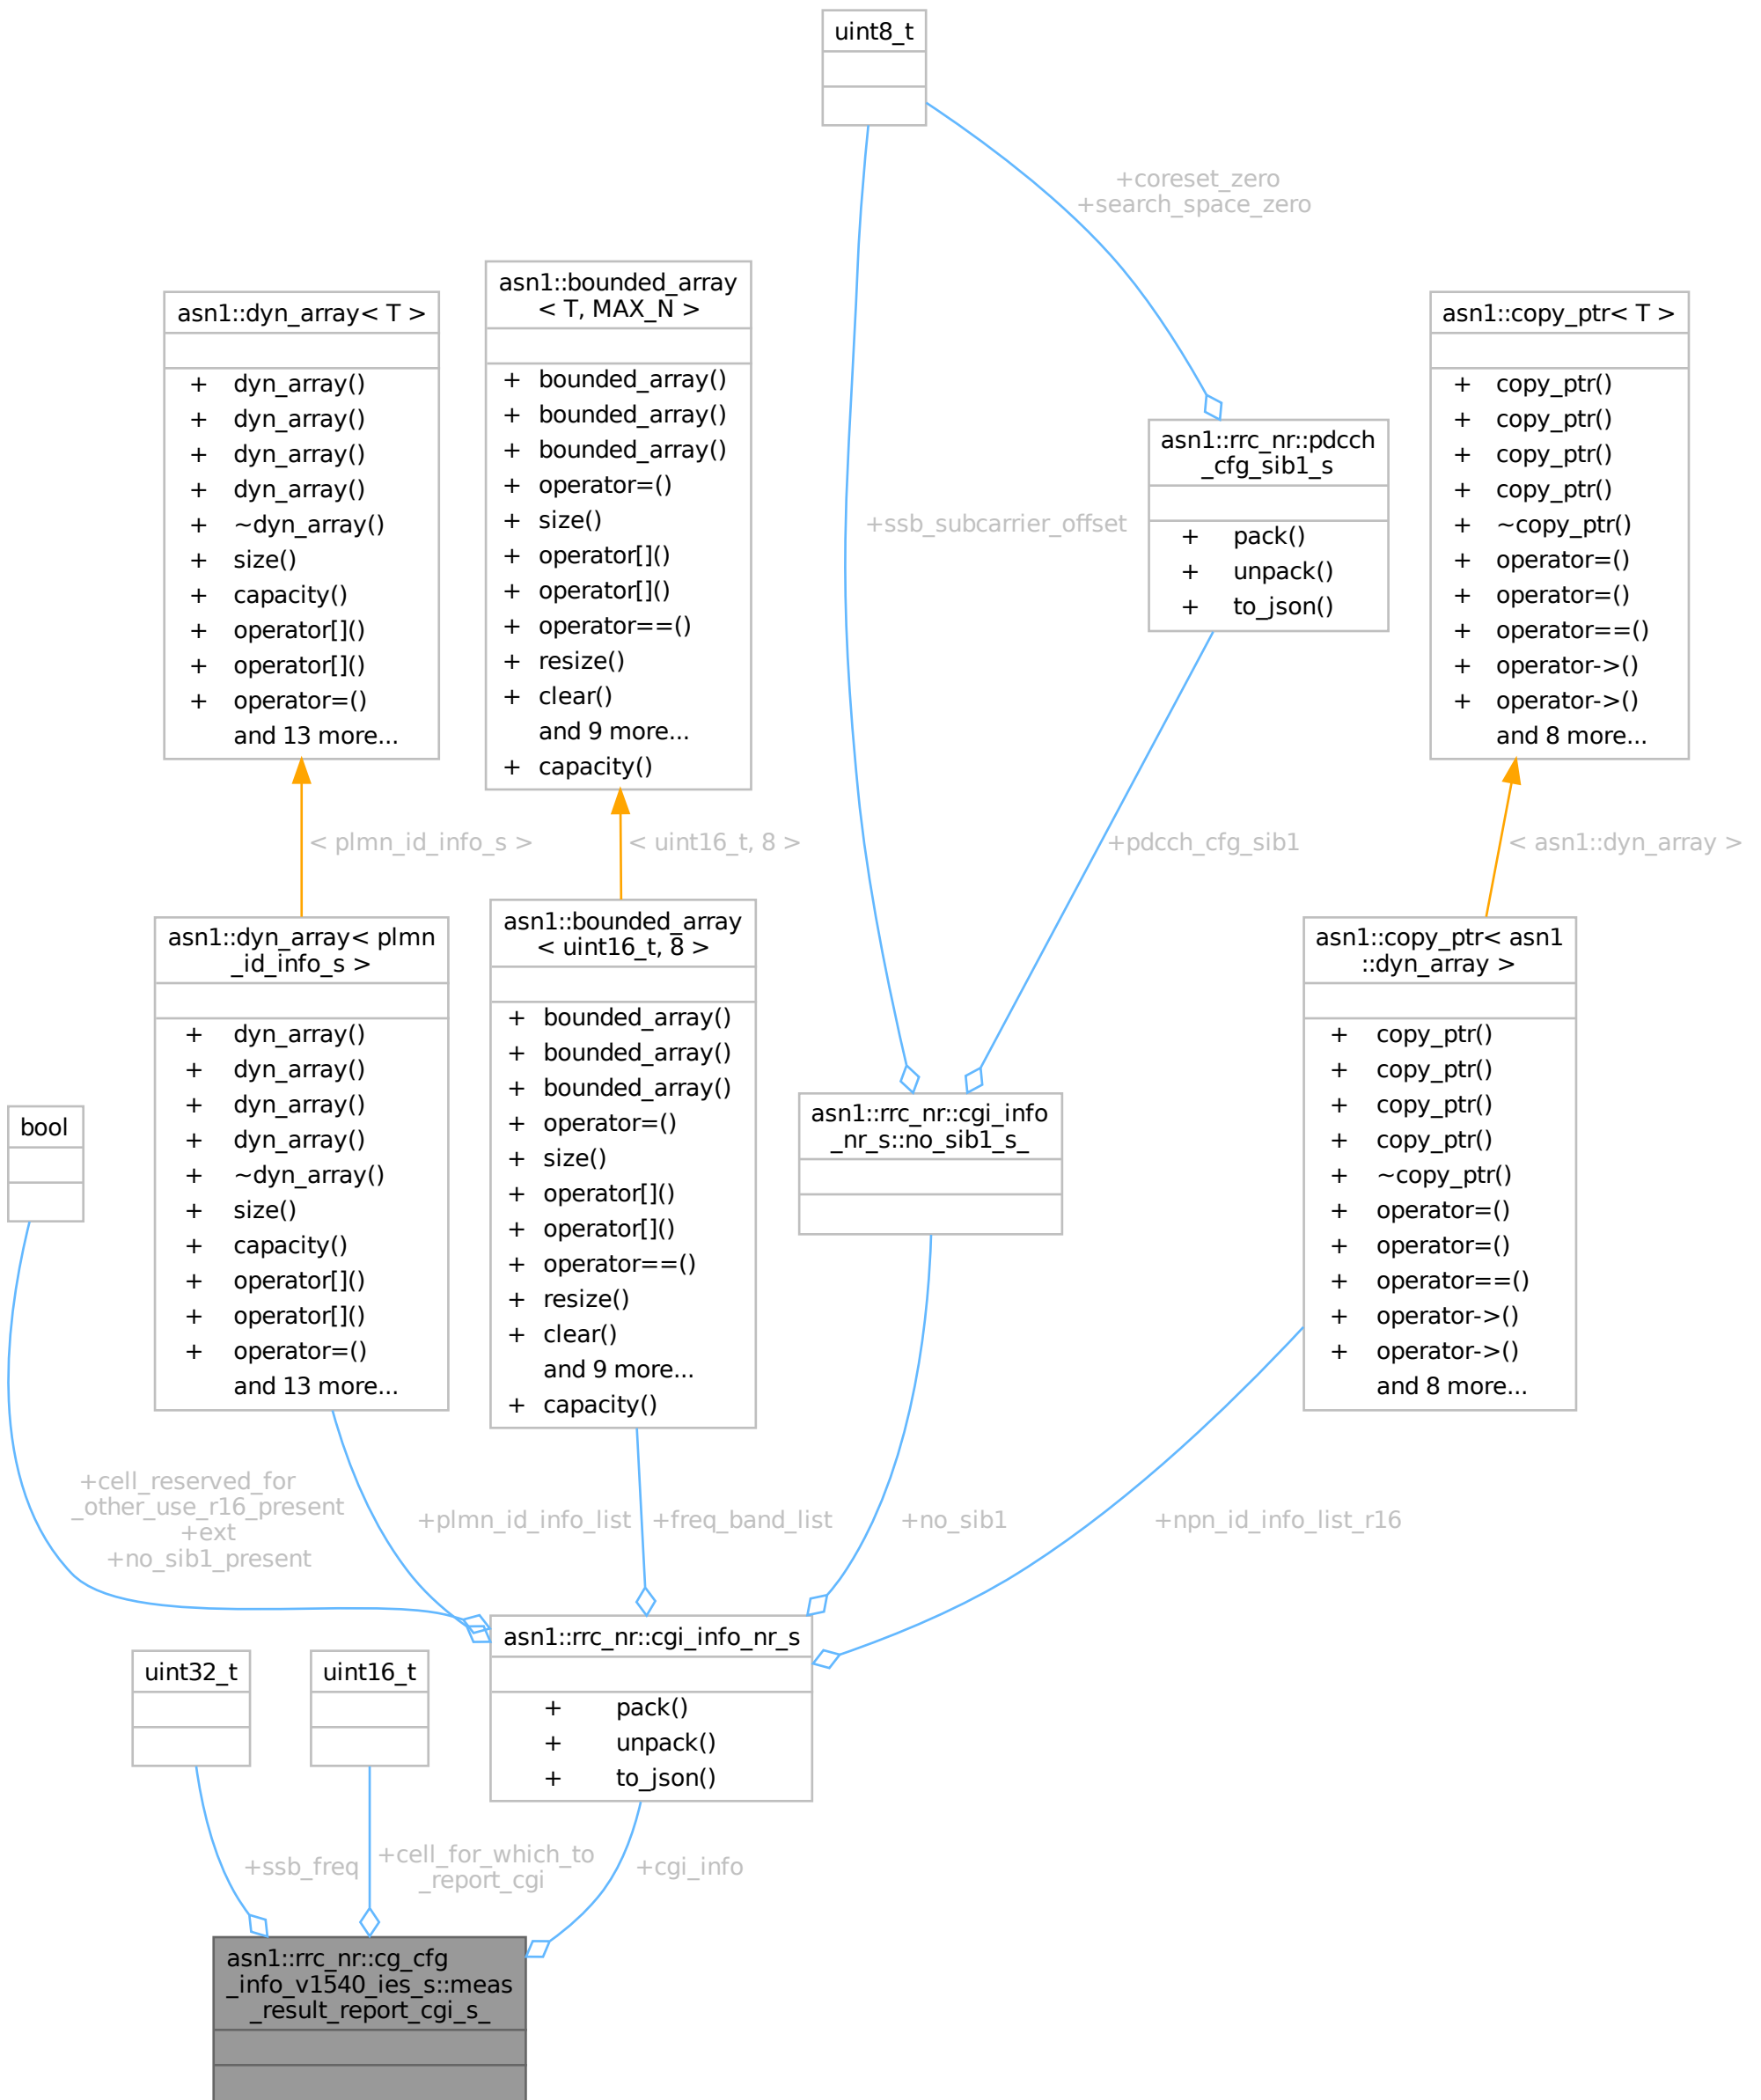 uint8_t
+coreset_zero
+search_space_zero
asn1::dyn_array< T >
+ dyn_array()
+ dyn_array()
+ dyn_array()
+ dyn_array()
+ ~dyn_array()
+ size()
+ capacity()
+ operator[]()
+ operator[]()
+ operator=()
and 13 more...
asn1::bounded_array
< T, MAX_N >
+ bounded_array()
+ bounded_array()
+ bounded_array()
+ operator=()
+ size()
+ operator[]()
+ operator[]()
+ operator==()
+ resize()
+ clear()
and 9 more...
+ capacity()
+ssb_subcarrier_offset
asn1::rrc_nr::pdcch
_cfg_sib1_s
+ pack()
+ unpack()
+ to_json()
asn1::copy_ptr< T >
+ copy_ptr()
+ copy_ptr()
+ copy_ptr()
+ copy_ptr()
+ ~copy_ptr()
+ operator=()
+ operator=()
+ operator==()
+ operator->()
+ operator->()
and 8 more...
< plmn_id_info_s >
< uint16_t, 8 >
+pdcch_cfg_sib1
< asn1::dyn_array >
bool
asn1::dyn_array< plmn
_id_info_s >
+ dyn_array()
+ dyn_array()
+ dyn_array()
+ dyn_array()
+ ~dyn_array()
+ size()
+ capacity()
+ operator[]()
+ operator[]()
+ operator=()
and 13 more...
asn1::bounded_array
< uint16_t, 8 >
+ bounded_array()
+ bounded_array()
+ bounded_array()
+ operator=()
+ size()
+ operator[]()
+ operator[]()
+ operator==()
+ resize()
+ clear()
and 9 more...
+ capacity()
asn1::rrc_nr::cgi_info
_nr_s::no_sib1_s_
asn1::copy_ptr< asn1
::dyn_array >
+ copy_ptr()
+ copy_ptr()
+ copy_ptr()
+ copy_ptr()
+ ~copy_ptr()
+ operator=()
+ operator=()
+ operator==()
+ operator->()
+ operator->()
and 8 more...
+cell_reserved_for
_other_use_r16_present
+ext
+no_sib1_present
+plmn_id_info_list
+freq_band_list
+no_sib1
+npn_id_info_list_r16
uint32_t
uint16_t
asn1::rrc_nr::cgi_info_nr_s
+ pack()
+ unpack()
+ to_json()
+ssb_freq
+cell_for_which_to
_report_cgi
+cgi_info
asn1::rrc_nr::cg_cfg
_info_v1540_ies_s::meas
_result_report_cgi_s_